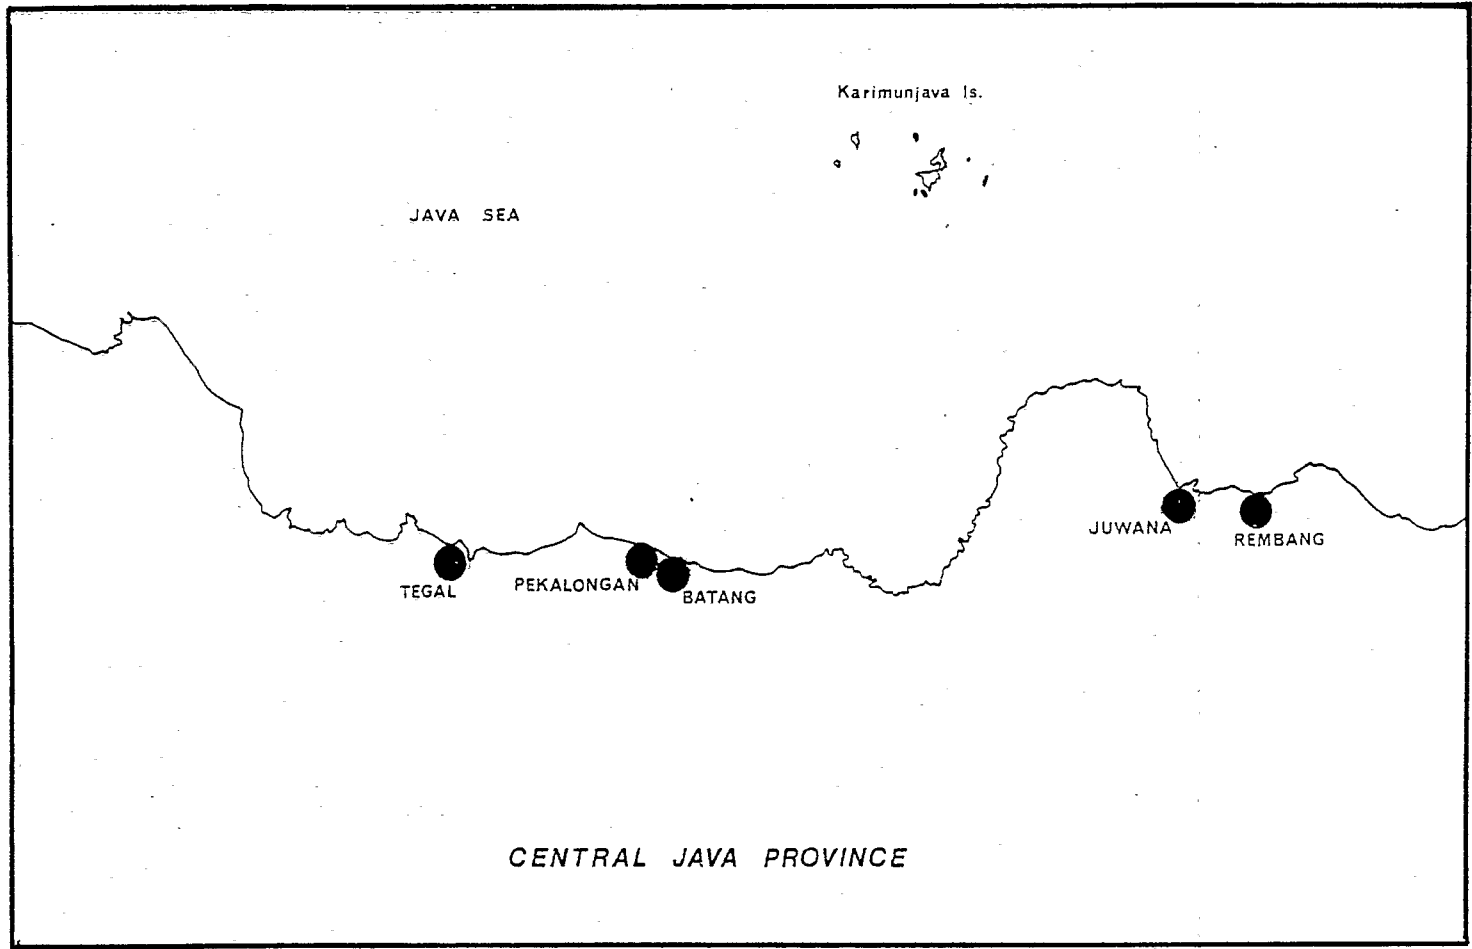 Karimunjava Is.
JAVA SEA
JUWANA
REMBANG
TEGAL
PEKALONGAN
BATANG
CENTRAL JAVA PROVINCE